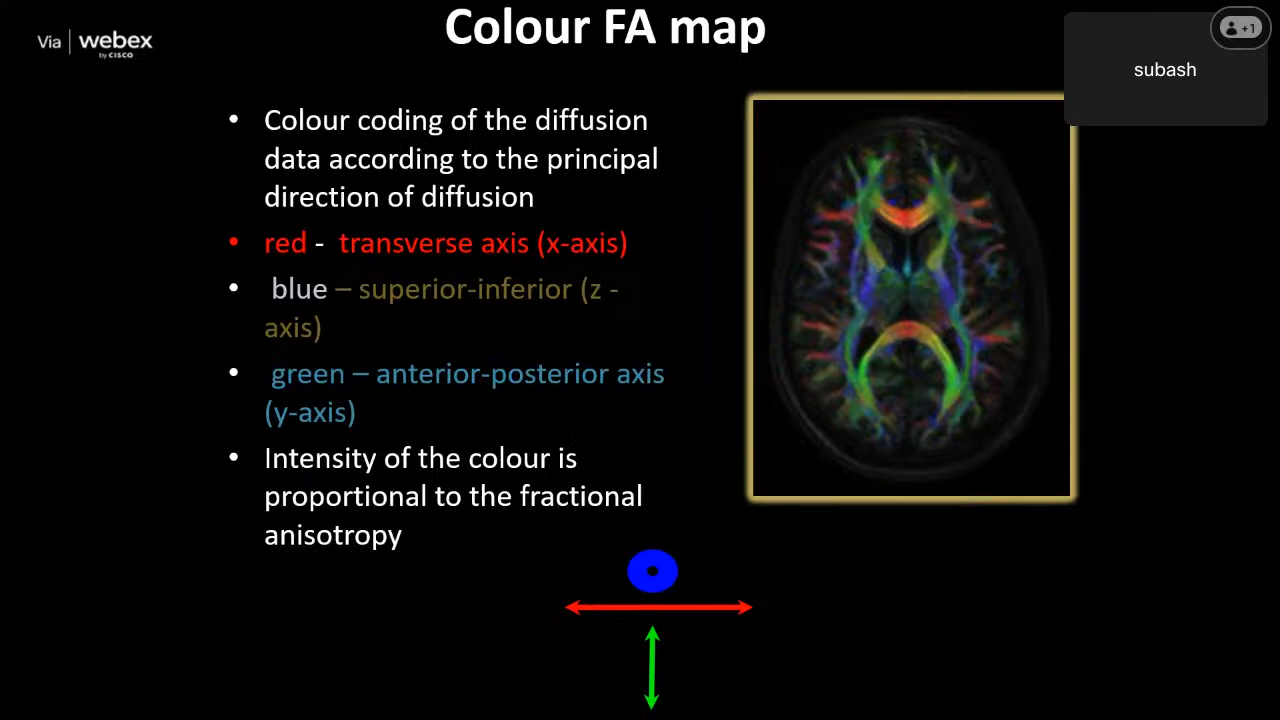 Colour FA map
Via | webex
by CISCO
+1
subash
• Colour coding of the diffusion
data according to the principal
direction of diffusion
• red - transverse axis (x-axis)
• blue – superior-inferior (z -
axis)
• green – anterior-posterior axis
(y-axis)
• Intensity of the colour is
proportional to the fractional
anisotropy